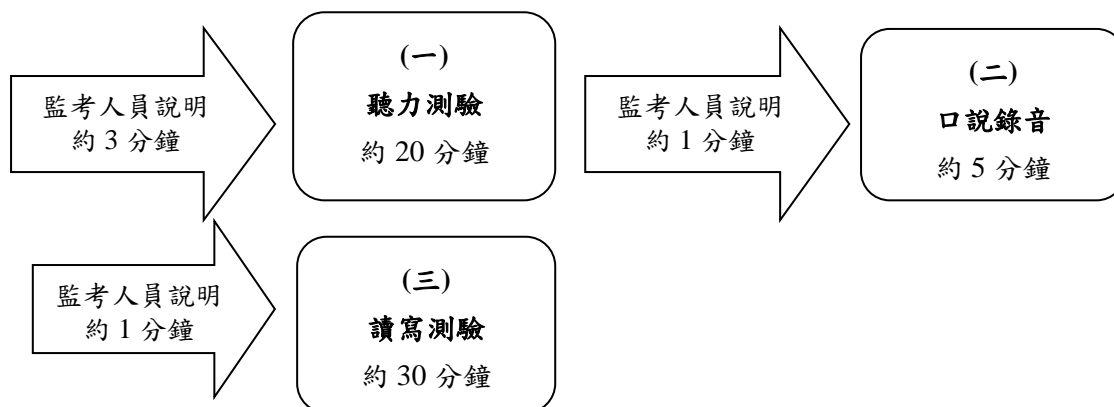 監考人員說明
約 3 分鐘
(一)
聽力測驗
約 20 分鐘
監考人員說明
約 1 分鐘
(二)
口說錄音
約 5 分鐘
監考人員說明
約 1 分鐘
(三)
讀寫測驗
約 30 分鐘